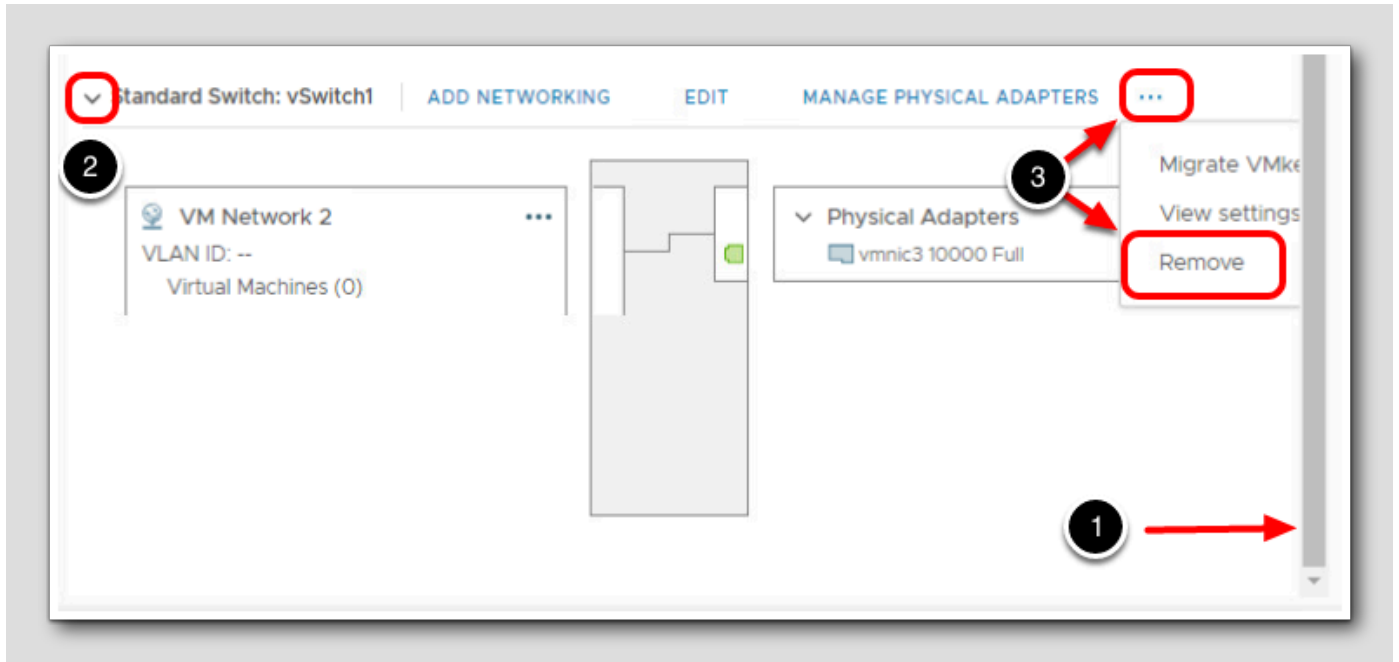 Standard Switch: vSwitch1 ADD NETWORKING EDIT MANAGE PHYSICAL ADAPTERS ...
2
3
Migrate VMke
VM Network 2 ...
Physical Adapters
View settings
VLAN ID: --
vmnic3 10000 Full
Remove
Virtual Machines (0)
1